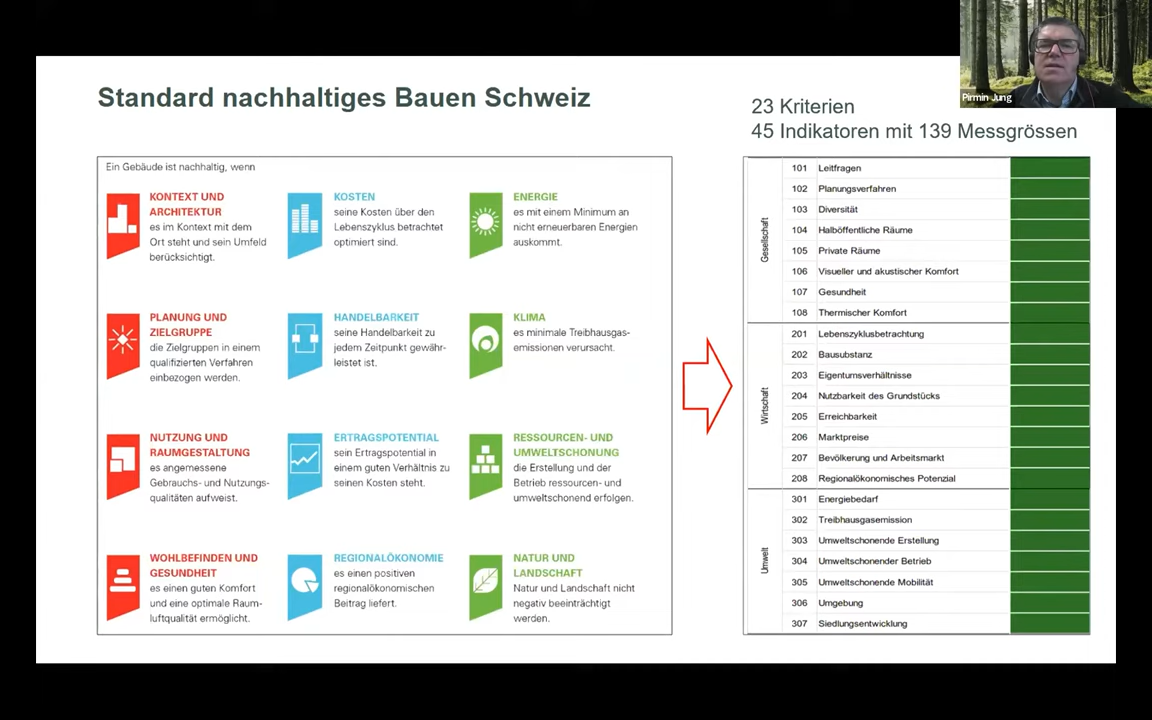 Pirmin Jung
Standard nachhaltiges Bauen Schweiz
23 Kriterien
45 Indikatoren mit 139 Messgrössen
Ein Gebäude ist nachhaltig, wenn
KONTEXT UND
ARCHITEKTUR
es im Kontext mit dem
Ort steht und sein Umfeld
berücksichtigt.
KOSTEN
seine Kosten über den
Lebenszyklus betrachtet
optimiert sind.
ENERGIE
es mit einem Minimum an
nicht erneuerbaren Energien
auskommt.
PLANUNG UND
ZIELGRUPPE
die Zielgruppen in einem
qualifizierten Verfahren
einbezogen werden.
HANDELBARKEIT
seine Handelbarkeit zu
jedem Zeitpunkt gewähr-
leistet ist.
KLIMA
es minimale Treibhausgas-
emissionen verursacht.
NUTZUNG UND
RAUMGESTALTUNG
es angemessene
Gebrauchs- und Nutzungs-
qualitäten aufweist.
ERTRAGSPOTENTIAL
sein Ertragspotential in
einem guten Verhältnis zu
seinen Kosten steht.
RESSOURCEN- UND
UMWELTSCHONUNG
die Erstellung und der
Betrieb ressourcen- und
umweltschonend erfolgen.
WOHLBEFINDEN UND
GESUNDHEIT
es einen guten Komfort
und eine optimale Raum-
luftqualität ermöglicht.
REGIONALÖKONOMIE
es einen positiven
regionalökonomischen
Beitrag liefert.
NATUR UND
LANDSCHAFT
Natur und Landschaft nicht
negativ beeinträchtigt
werden.
Gesellschaft
101 Leitfragen
102 Planungsverfahren
103 Diversität
104 Halböffentliche Räume
105 Private Räume
106 Visueller und akustischer Komfort
107 Gesundheit
108 Thermischer Komfort
Wirtschaft
201 Lebenszyklusbetrachtung
202 Bausubstanz
203 Eigentumsverhältnisse
204 Nutzbarkeit des Grundstücks
205 Erreichbarkeit
206 Marktpreise
207 Bevölkerung und Arbeitsmarkt
208 Regionalökonomisches Potenzial
Umwelt
301 Energiebedarf
302 Treibhausgasemission
303 Umweltschonende Erstellung
304 Umweltschonender Betrieb
305 Umweltschonende Mobilität
306 Umgebung
307 Siedlungsentwicklung